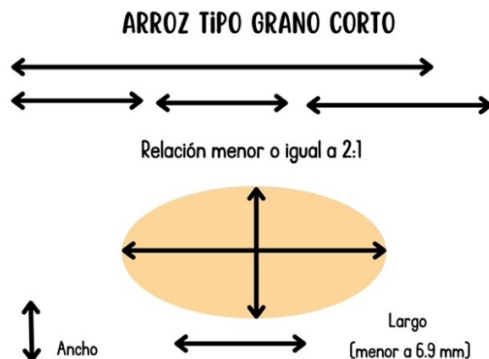 ARROZ TiPO GRANO CORTO
Relación menor o igual a 2:1
Ancho
Largo
(menor a 6.9 mm)